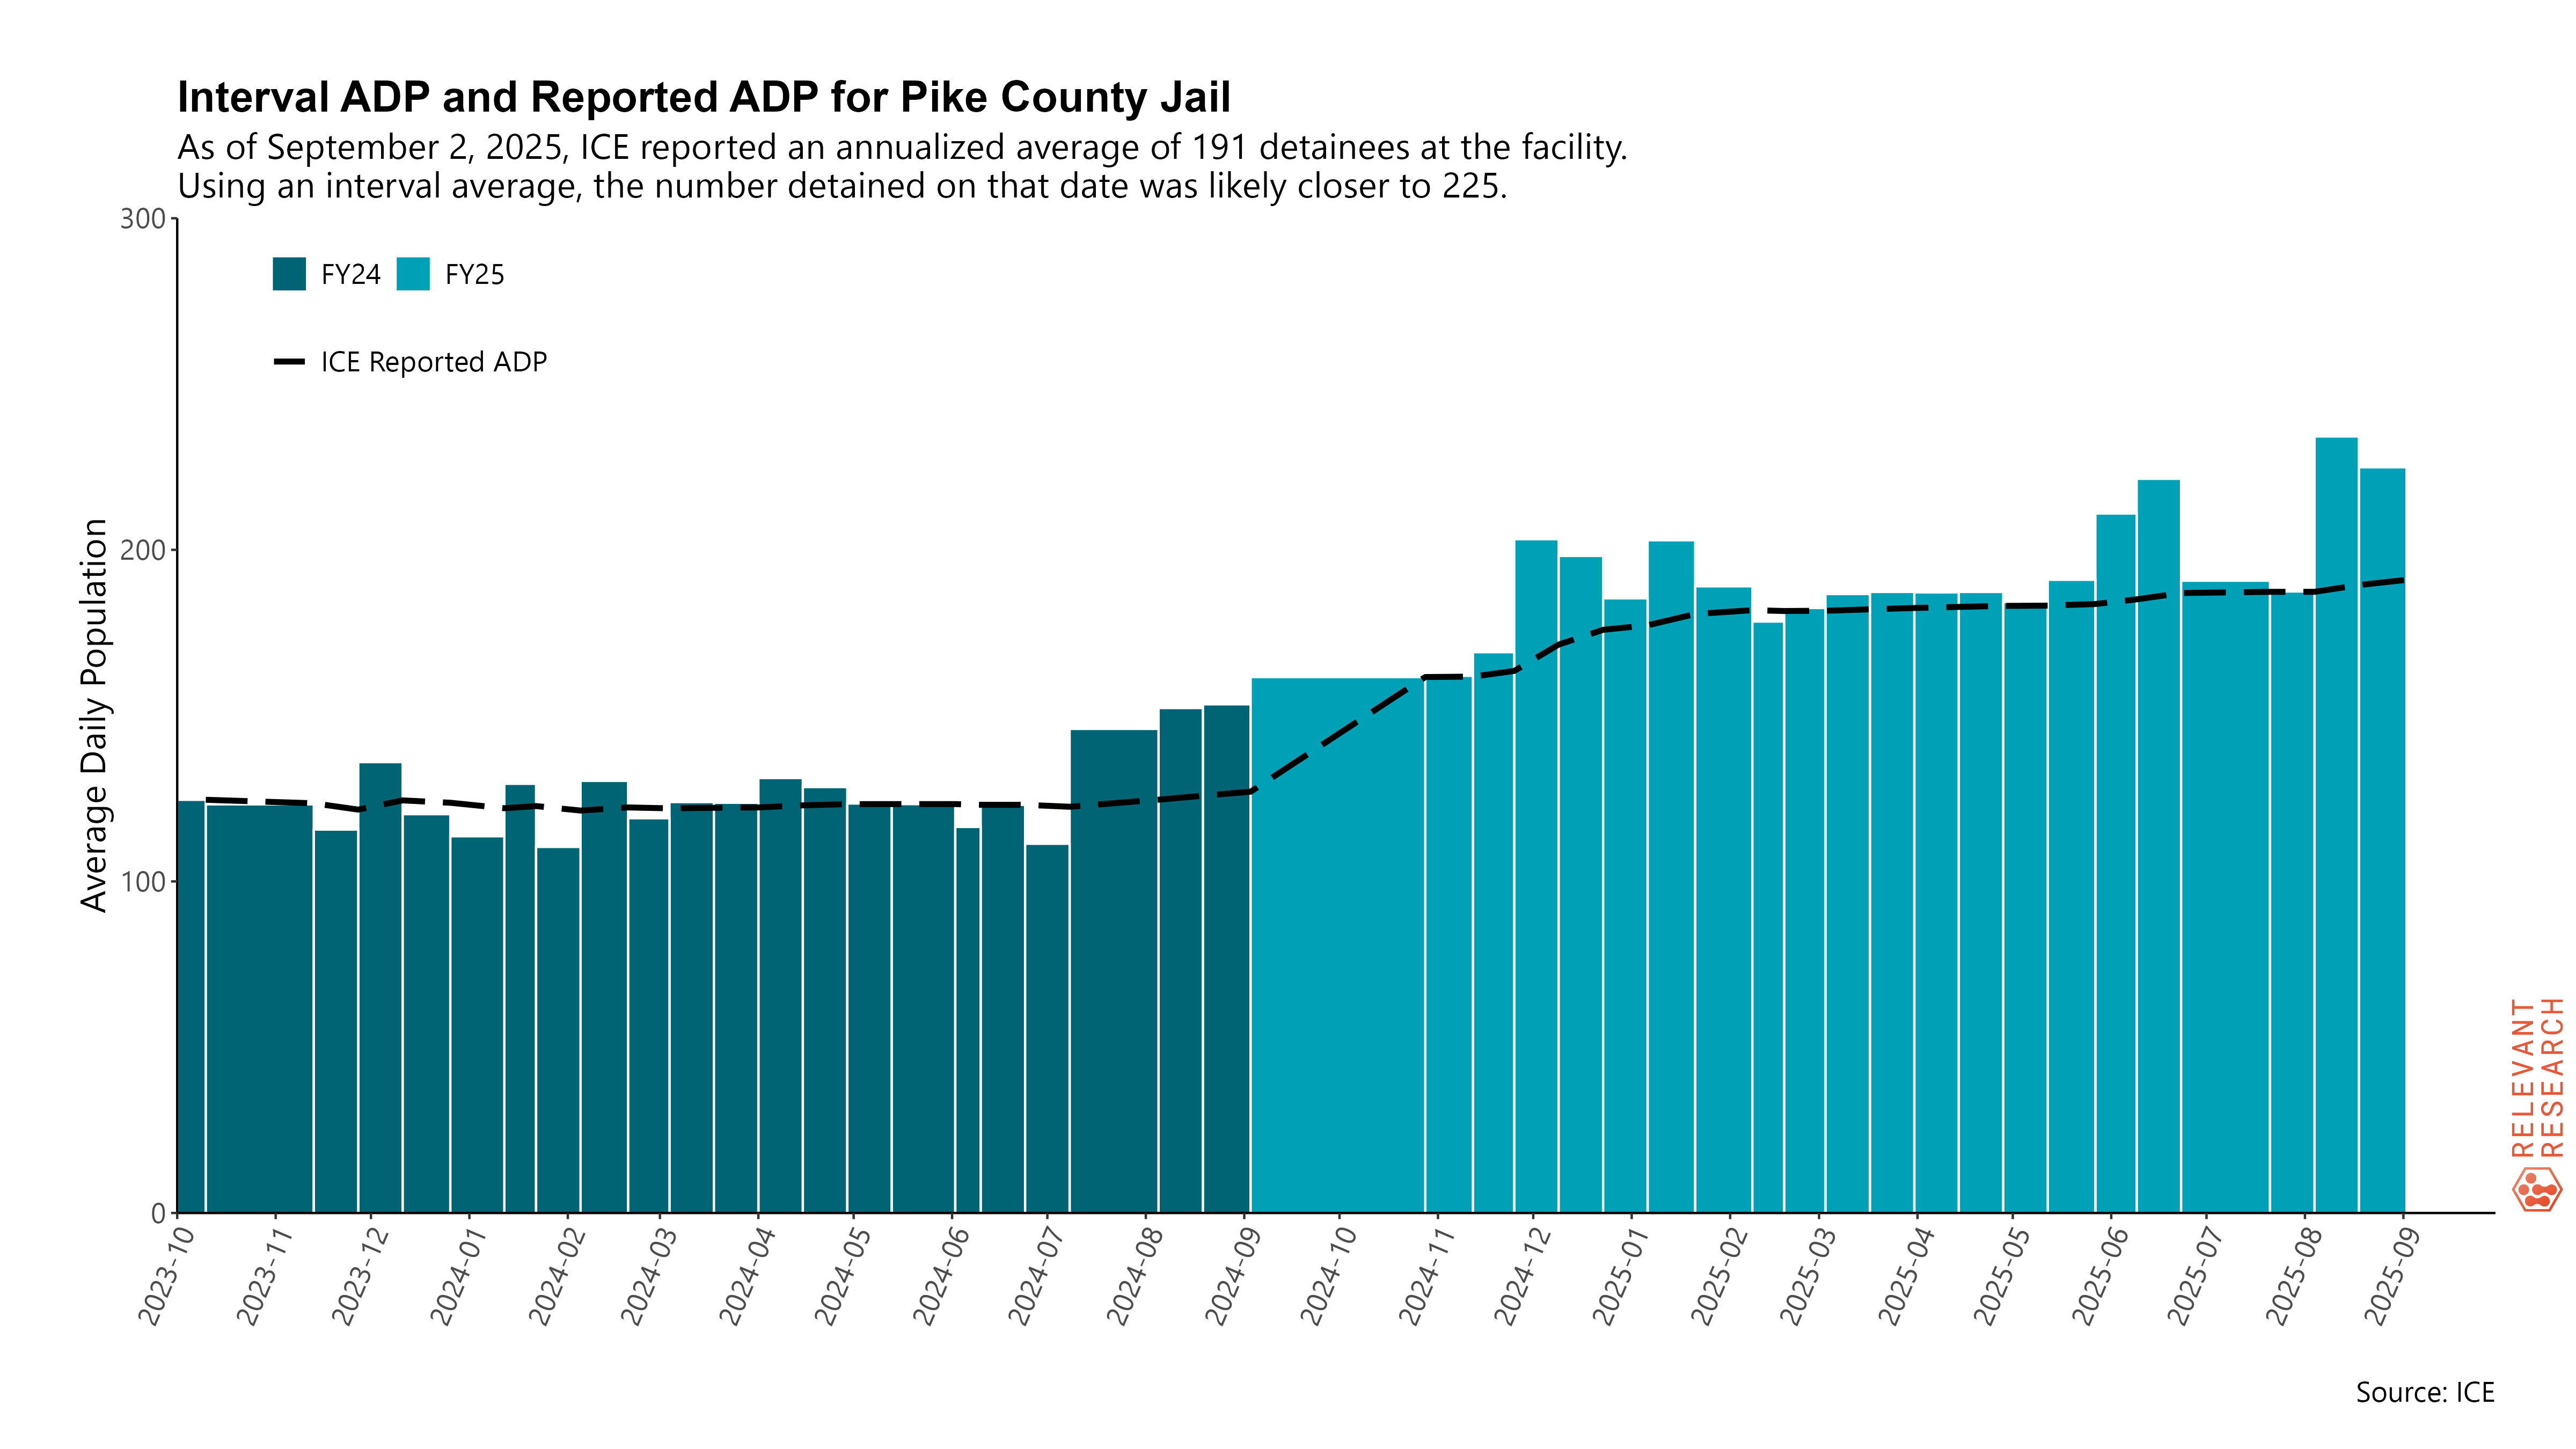 Interval ADP and Reported ADP for Pike County Jail
As of September 2, 2025, ICE reported an annualized average of 191 detainees at the facility.
Using an interval average, the number detained on that date was likely closer to 225.
FY24 FY25
ICE Reported ADP
Average Daily Population
300
200
100
0
2023-10 2023-11 2023-12 2024-01 2024-02 2024-03 2024-04 2024-05 2024-06 2024-07 2024-08 2024-09 2024-10 2024-11 2024-12 2025-01 2025-02 2025-03 2025-04 2025-05 2025-06 2025-07 2025-08 2025-09
RELEVANT
RESEARCH
Source: ICE